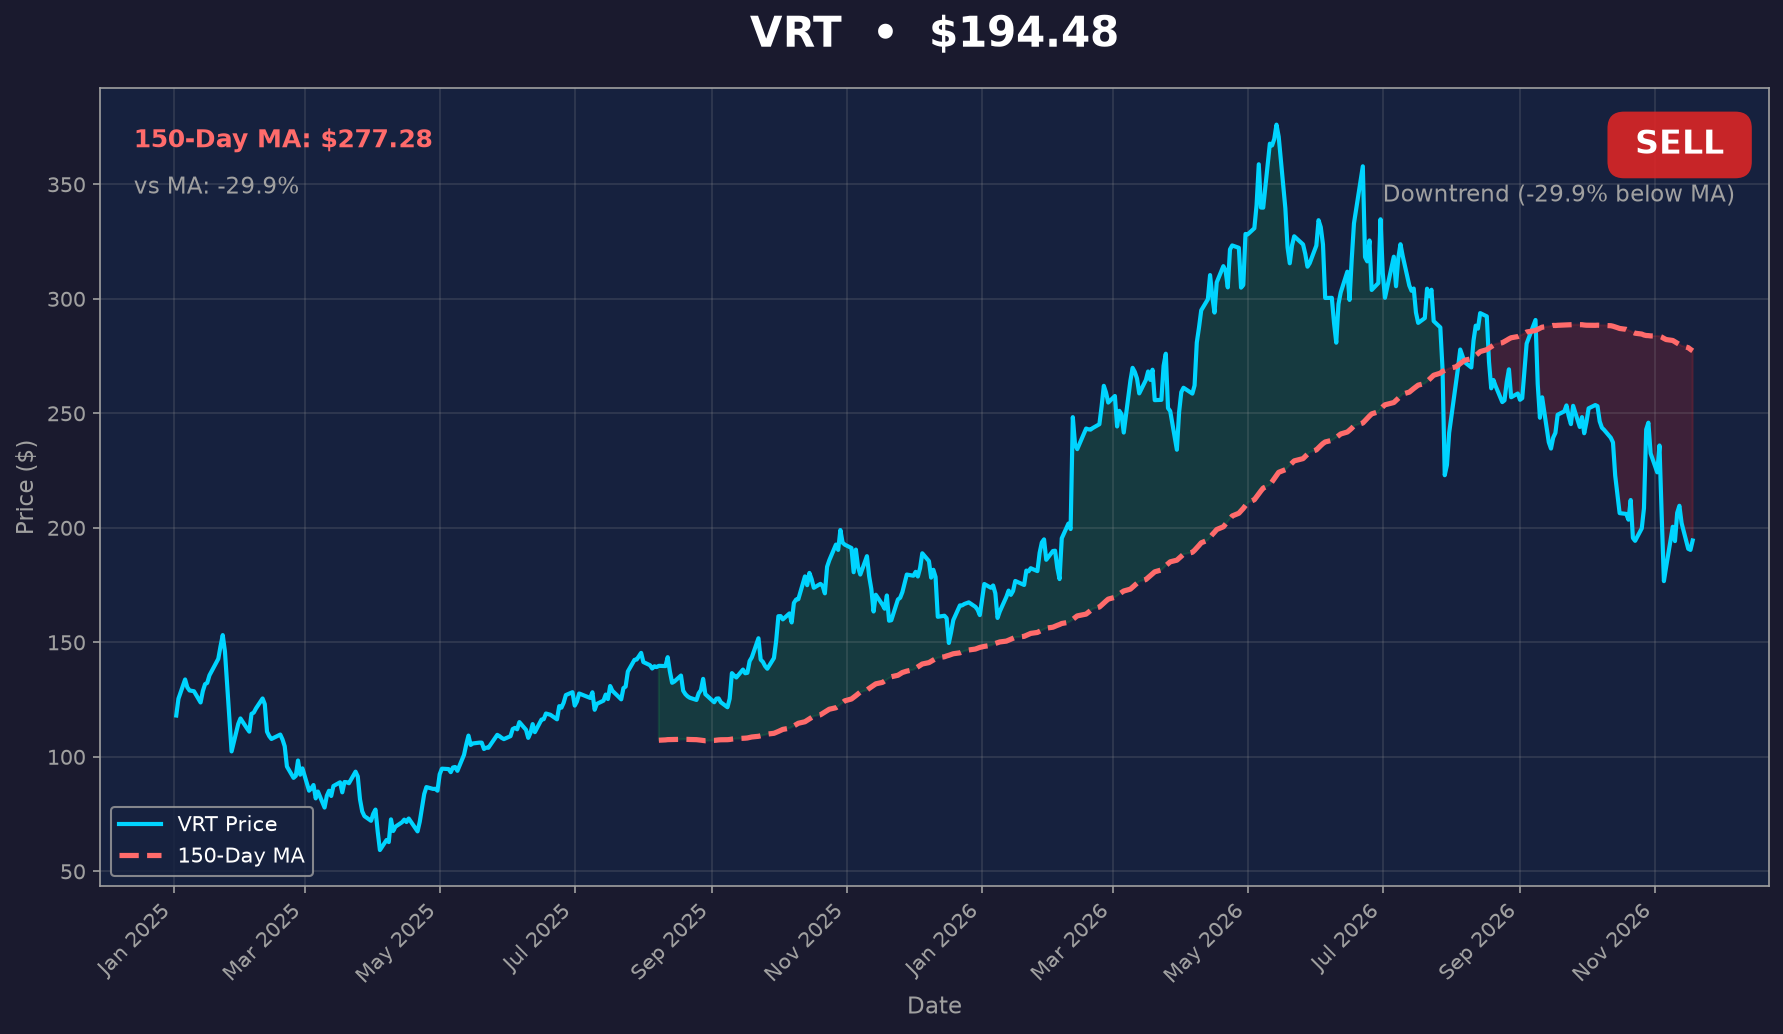 VRT • $194.48
150-Day MA: $277.28
vs MA: -29.9%
SELL
Downtrend (-29.9% below MA)
Price ($)
350
300
250
200
150
100
50
VRT Price
150-Day MA
Jan 2025
Mar 2025
May 2025
Jul 2025
Sep 2025
Nov 2025
Jan 2026
Mar 2026
May 2026
Jul 2026
Sep 2026
Nov 2026
Date